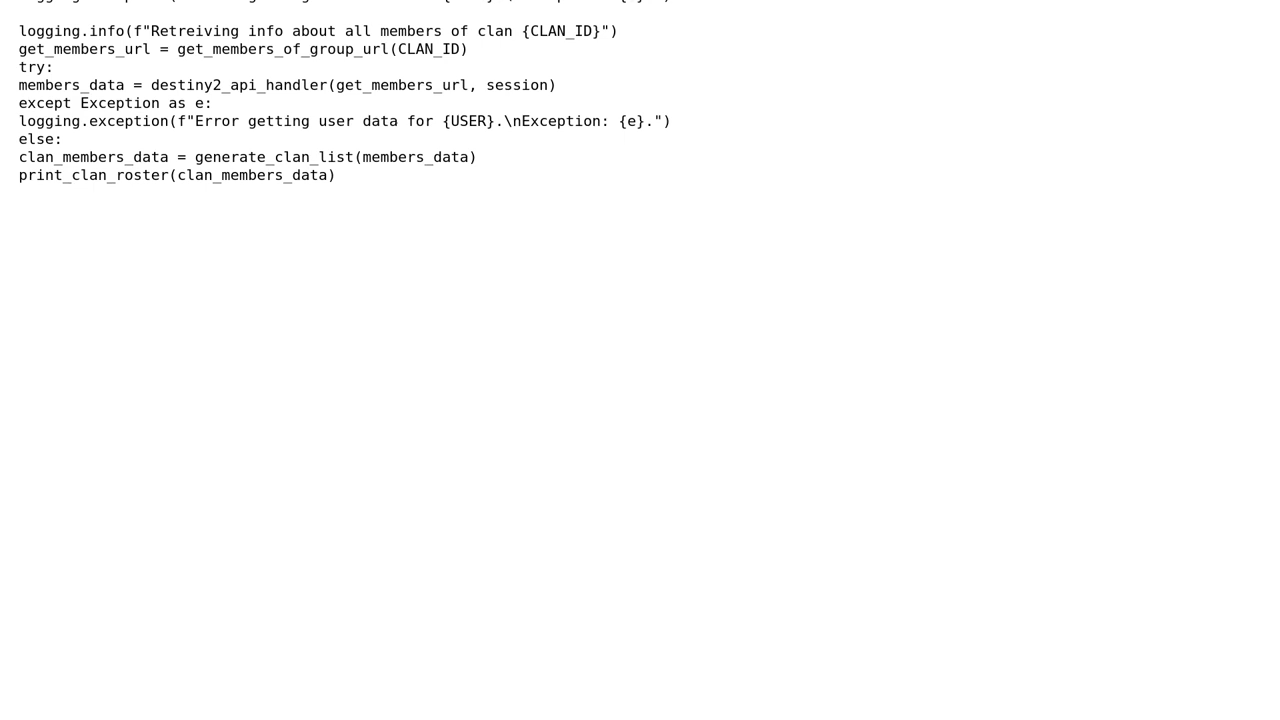 logging.info(f"Retreiving info about all members of clan {CLAN_ID}")
get_members_url = get_members_of_group_url(CLAN_ID)
try:
members_data = destiny2_api_handler(get_members_url, session)
except Exception as e:
logging.exception(f"Error getting user data for {USER}.\nException: {e}.")
else:
clan_members_data = generate_clan_list(members_data)
print_clan_roster(clan_members_data)